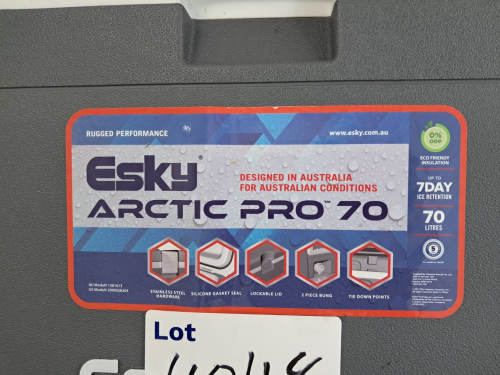 RUGGED PERFORMANCE
www.esky.com.au
Esky®
DESIGNED IN AUSTRALIA
FOR AUSTRALIAN CONDITIONS
ARCTIC PRO™ 70
0%
ODP
ECO FRIENDY
INSULATION
UP TO
7DAY
ICE RETENTION
70
LITRES
STAINLESS STEEL
HARDWARE
SILICONE GASKET SEAL
LOCKABLE LID
2 PIECE BUNG
TIE DOWN POINTS
Lot